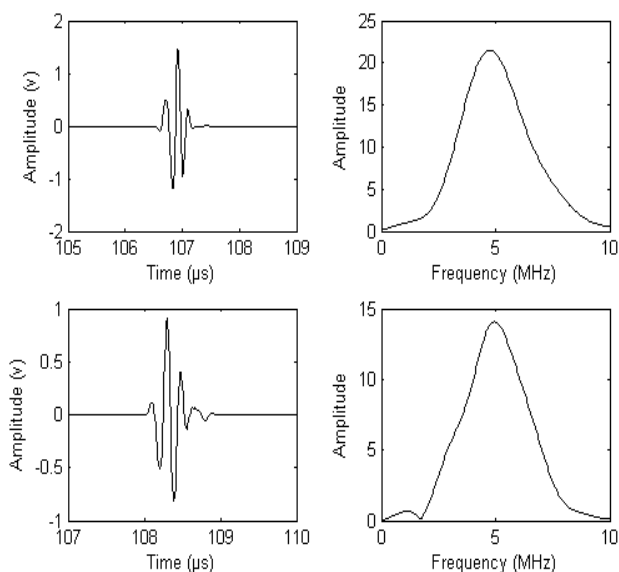 2
1
0
-1
-2
Amplitude (v)
105 106 107 108 109
Time (µs)
25
20
15
10
5
0
Amplitude
0 5 10
Frequency (MHz)
1
0.5
0
-0.5
-1
Amplitude (v)
107 108 109 110
Time (µs)
15
10
5
0
Amplitude
0 5 10
Frequency (MHz)